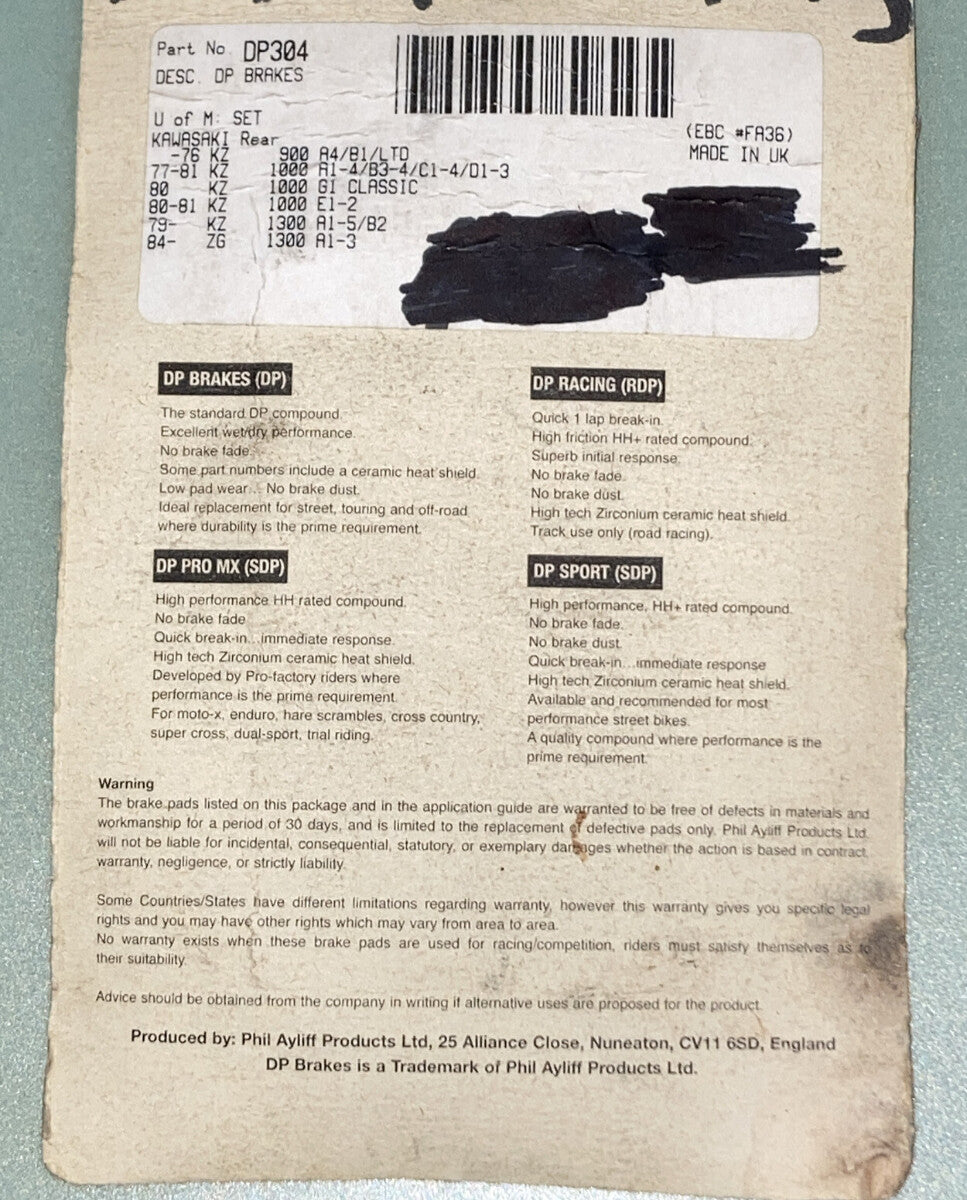 Part No. DP304
DESC. DP BRAKES
U of M: SET
KAWASAKI Rear
-76 KZ 900 A4/B1/LTD
77-81 KZ 1000 A1-4/B3-4/C1-4/D1-3
80 KZ 1000 G1 CLASSIC
80-81 KZ 1000 E1-2
79- KZ 1300 A1-5/B2
84- ZG 1300 A1-3
(EBC #FA36)
MADE IN UK
DP BRAKES (DP)
The standard DP compound.
Excellent wet/dry performance.
No brake fade.
Some part numbers include a ceramic heat shield.
Low pad wear... No brake dust.
Ideal replacement for street, touring and off-road
where durability is the prime requirement.
DP RACING (RDP)
Quick 1 lap break-in.
High friction HH+ rated compound.
Superb initial response.
No brake fade.
No brake dust.
High tech Zirconium ceramic heat shield.
Track use only (road racing).
DP PRO MX (SDP)
High performance HH rated compound.
No brake fade
Quick break-in...immediate response.
High tech Zirconium ceramic heat shield.
Developed by Pro-factory riders where
performance is the prime requirement.
For moto-x, enduro, hare scrambles, cross country,
super cross, dual-sport, trial riding.
DP SPORT (SDP)
High performance, HH+ rated compound.
No brake fade.
No brake dust.
Quick break-in...immediate response
High tech Zirconium ceramic heat shield.
Available and recommended for most
performance street bikes.
A quality compound where performance is the
prime requirement.
Warning
The brake pads listed on this package and in the application guide are warranted to be free of defects in materials and
workmanship for a period of 30 days, and is limited to the replacement of defective pads only. Phil Ayliff Products Ltd.
will not be liable for incidental, consequential, statutory, or exemplary damages whether the action is based in contract,
warranty, negligence, or strictly liability.
Some Countries/States have different limitations regarding warranty, however this warranty gives you specific legal
rights and you may have other rights which may vary from area to area.
No warranty exists when these brake pads are used for racing/competition, riders must satisfy themselves as to
their suitability.
Advice should be obtained from the company in writing if alternative uses are proposed for the product.
Produced by: Phil Ayliff Products Ltd, 25 Alliance Close, Nuneaton, CV11 6SD, England
DP Brakes is a Trademark of Phil Ayliff Products Ltd.